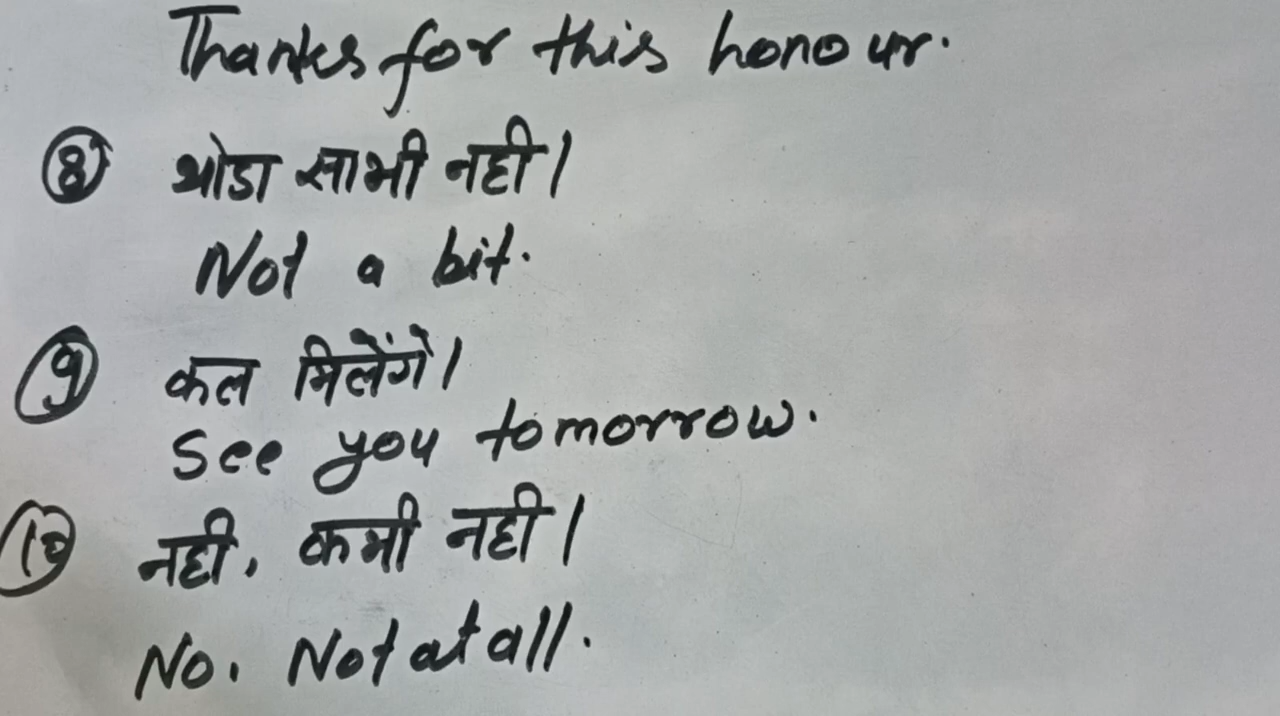 Thanks for this honour.
⑧ थोडा सा भी नही।
Not a bit.
⑨ कल मिलेंगे।
See you tomorrow.
⑩ नही, कभी नही।
No. Not at all.